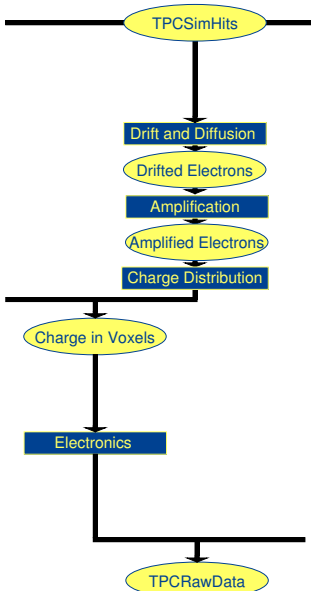 TPCSimHits
Drift and Diffusion
Drifted Electrons
Amplification
Amplified Electrons
Charge Distribution
Charge in Voxels
Electronics
TPCRawData